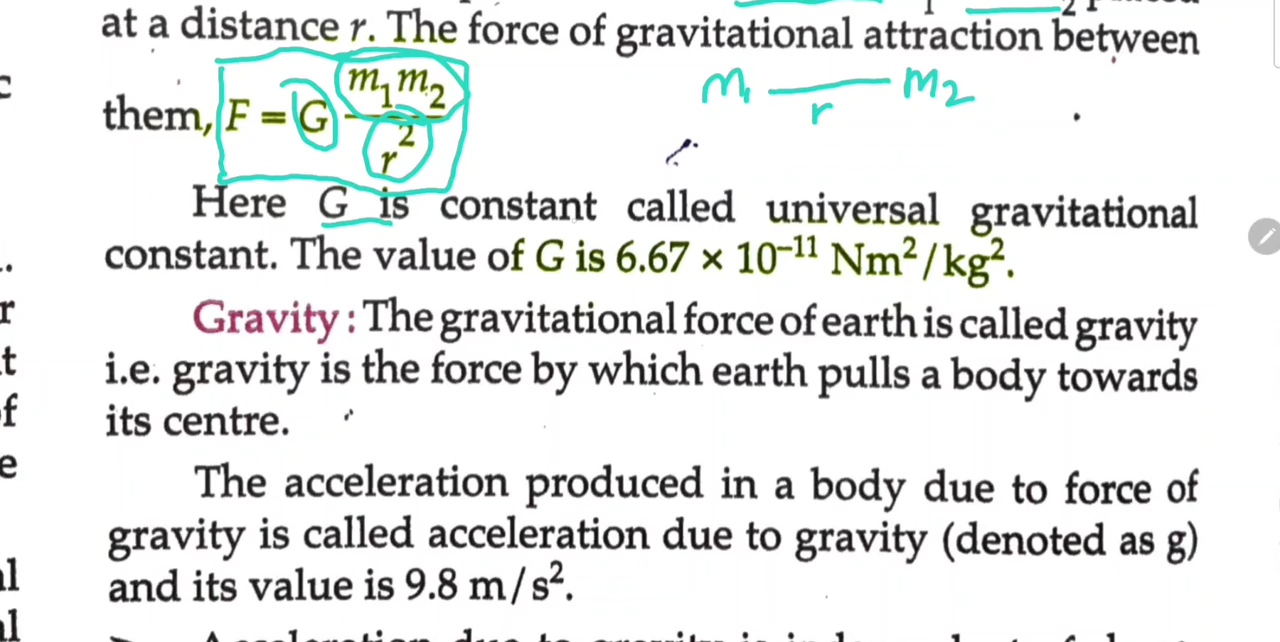 at a distance r. The force of gravitational attraction between
them, F = G m₁ m₂ / r²
m₁ r m₂
Here G is constant called universal gravitational
constant. The value of G is 6.67 × 10⁻¹¹ Nm²/kg².
Gravity : The gravitational force of earth is called gravity
i.e. gravity is the force by which earth pulls a body towards
its centre.
The acceleration produced in a body due to force of
gravity is called acceleration due to gravity (denoted as g)
and its value is 9.8 m/s².